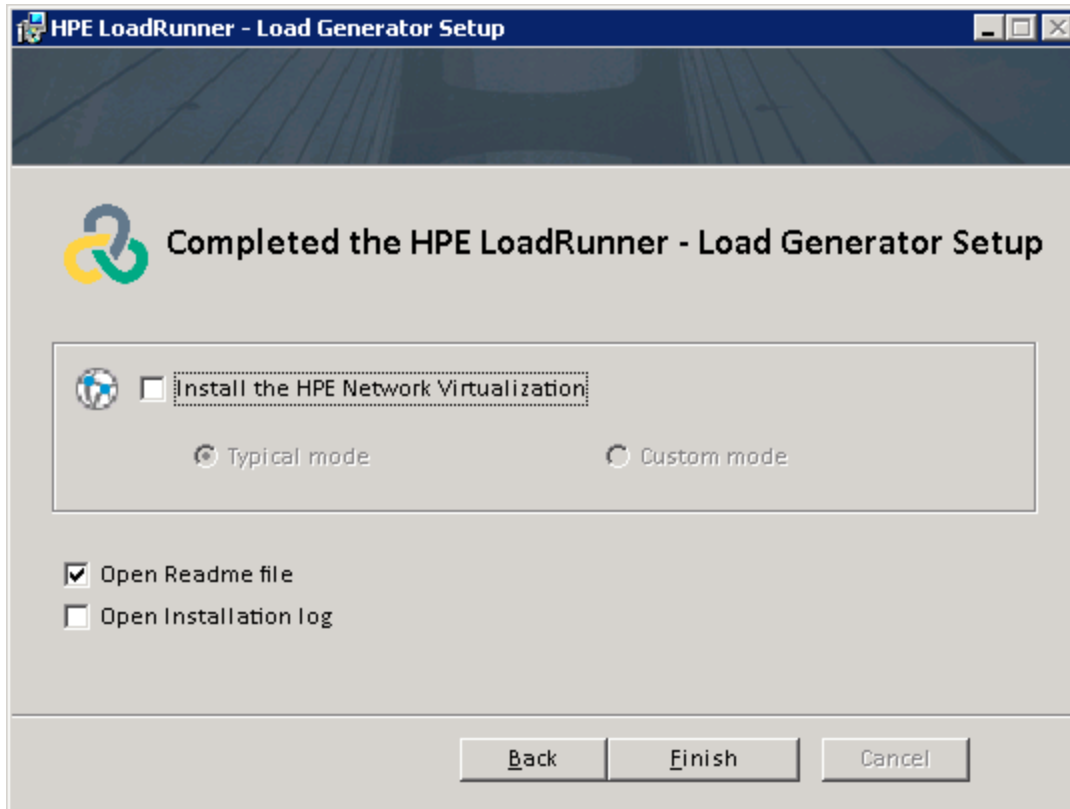 HPE LoadRunner - Load Generator Setup
Completed the HPE LoadRunner - Load Generator Setup
Install the HPE Network Virtualization
Typical mode Custom mode
Open Readme file
Open Installation log
Back Finish Cancel